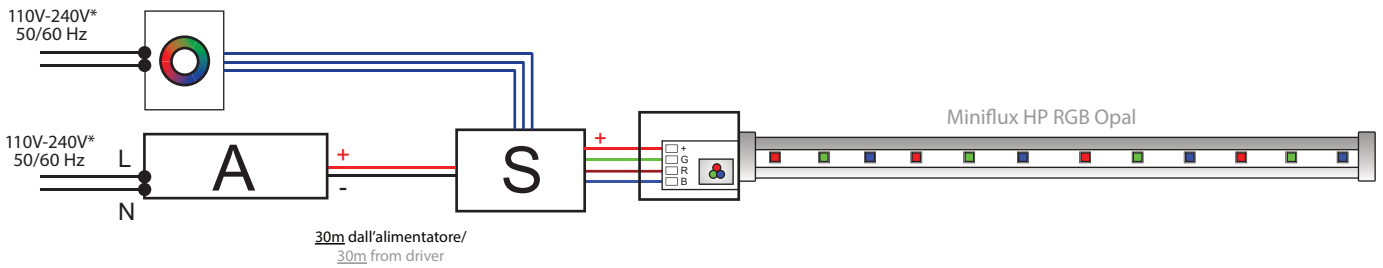 110V-240V*
50/60 Hz
Miniflux HP RGB Opal
110V-240V*
50/60 Hz
L
N
A
+
-
S
+
+
G
R
B
30m dall'alimentatore/
30m from driver